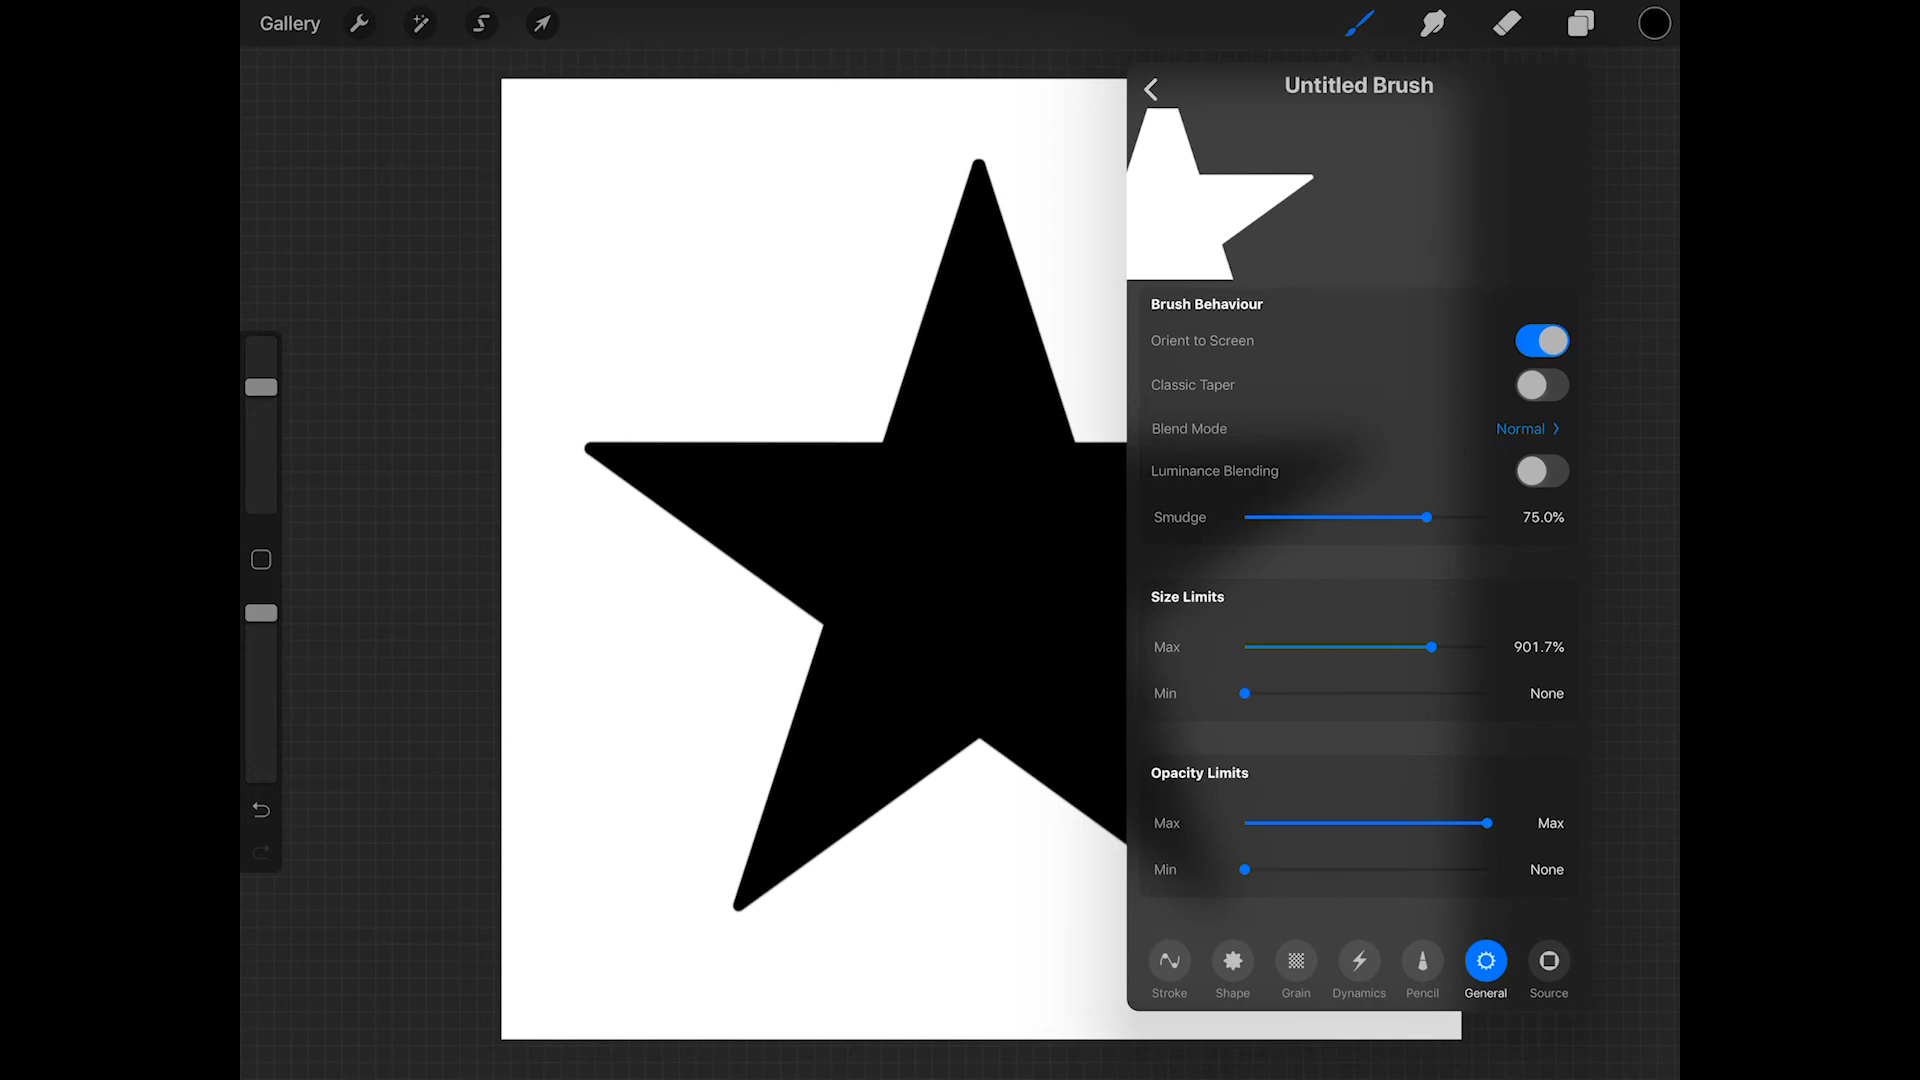 Gallery
Untitled Brush
Brush Behaviour
Orient to Screen
Classic Taper
Blend Mode Normal
Luminance Blending
Smudge 75.0%
Size Limits
Max 901.7%
Min None
Opacity Limits
Max Max
Min None
Stroke Shape Grain Dynamics Pencil General Source